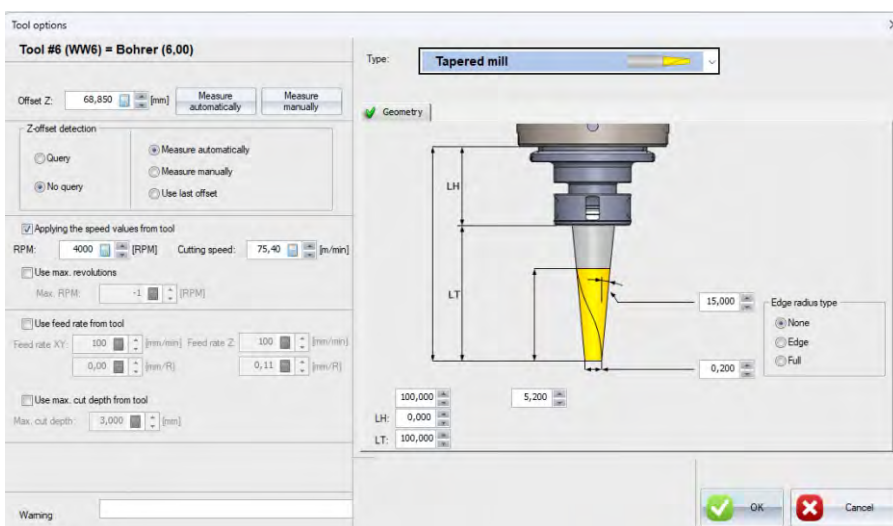 Tool options
Tool #6 (WW6) = Bohrer (6,00)
Offset Z: 68,850 [mm] Measure automatically Measure manually
Z-offset detection
Query
No query
Measure automatically
Measure manually
Use last offset
Applying the speed values from tool
RPM: 4000 [RPM] Cutting speed: 75,40 [m/min]
Use max. revolutions
Max. RPM: -1 [RPM]
Use feed rate from tool
Feed rate XY: 100 [mm/min] Feed rate Z: 100 [mm/min]
0,00 [mm/R] 0,11 [mm/R]
Use max. cut depth from tool
Max. cut depth: 3,000 [mm]
Warning
Type: Tapered mill
Geometry
LH
LT
15,000
0,200
Edge radius type
None
Edge
Full
100,000 5,200
LH: 0,000
LT: 100,000
OK Cancel